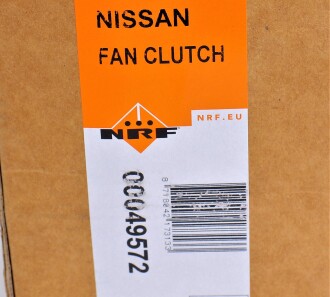 NISSAN
FAN CLUTCH
NRF.EU
NRF
00049572